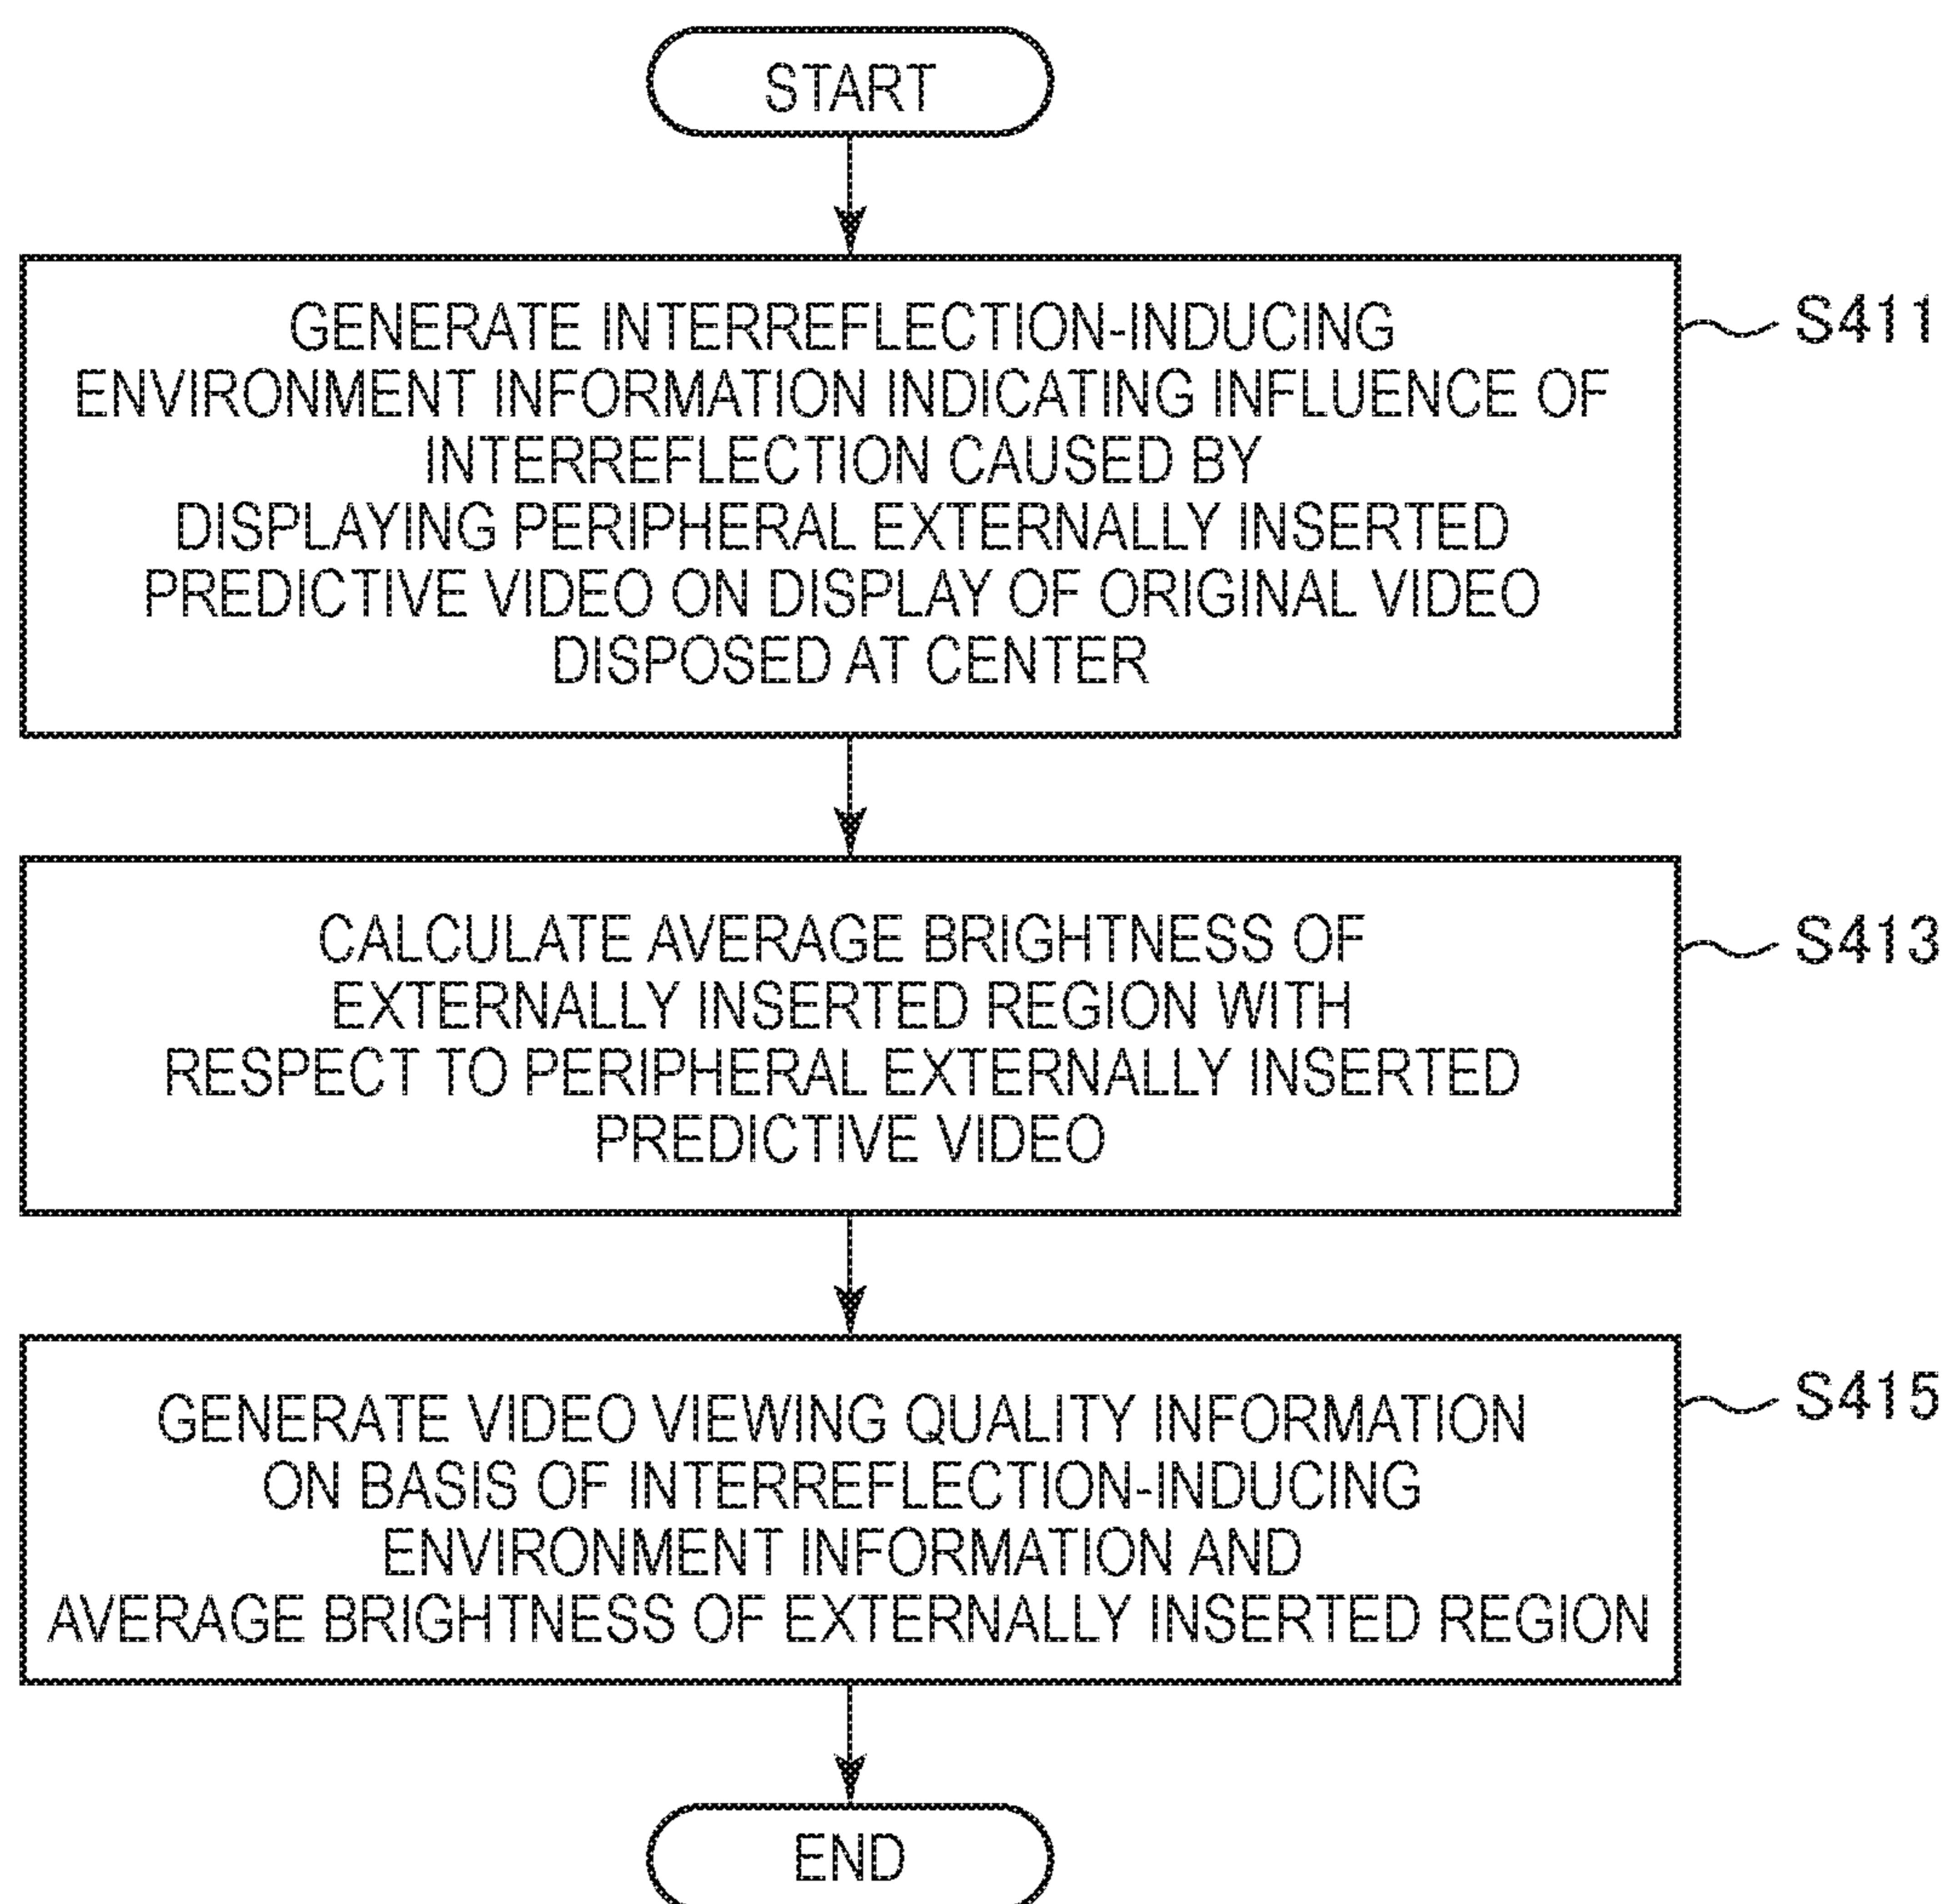 START
GENERATE INTERREFLECTION-INDUCING
ENVIRONMENT INFORMATION INDICATING INFLUENCE OF
INTERREFLECTION CAUSED BY
DISPLAYING PERIPHERAL EXTERNALLY INSERTED
PREDICTIVE VIDEO ON DISPLAY OF ORIGINAL VIDEO
DISPOSED AT CENTER
S411
CALCULATE AVERAGE BRIGHTNESS OF
EXTERNALLY INSERTED REGION WITH
RESPECT TO PERIPHERAL EXTERNALLY INSERTED
PREDICTIVE VIDEO
S413
GENERATE VIDEO VIEWING QUALITY INFORMATION
ON BASIS OF INTERREFLECTION-INDUCING
ENVIRONMENT INFORMATION AND
AVERAGE BRIGHTNESS OF EXTERNALLY INSERTED REGION
S415
END